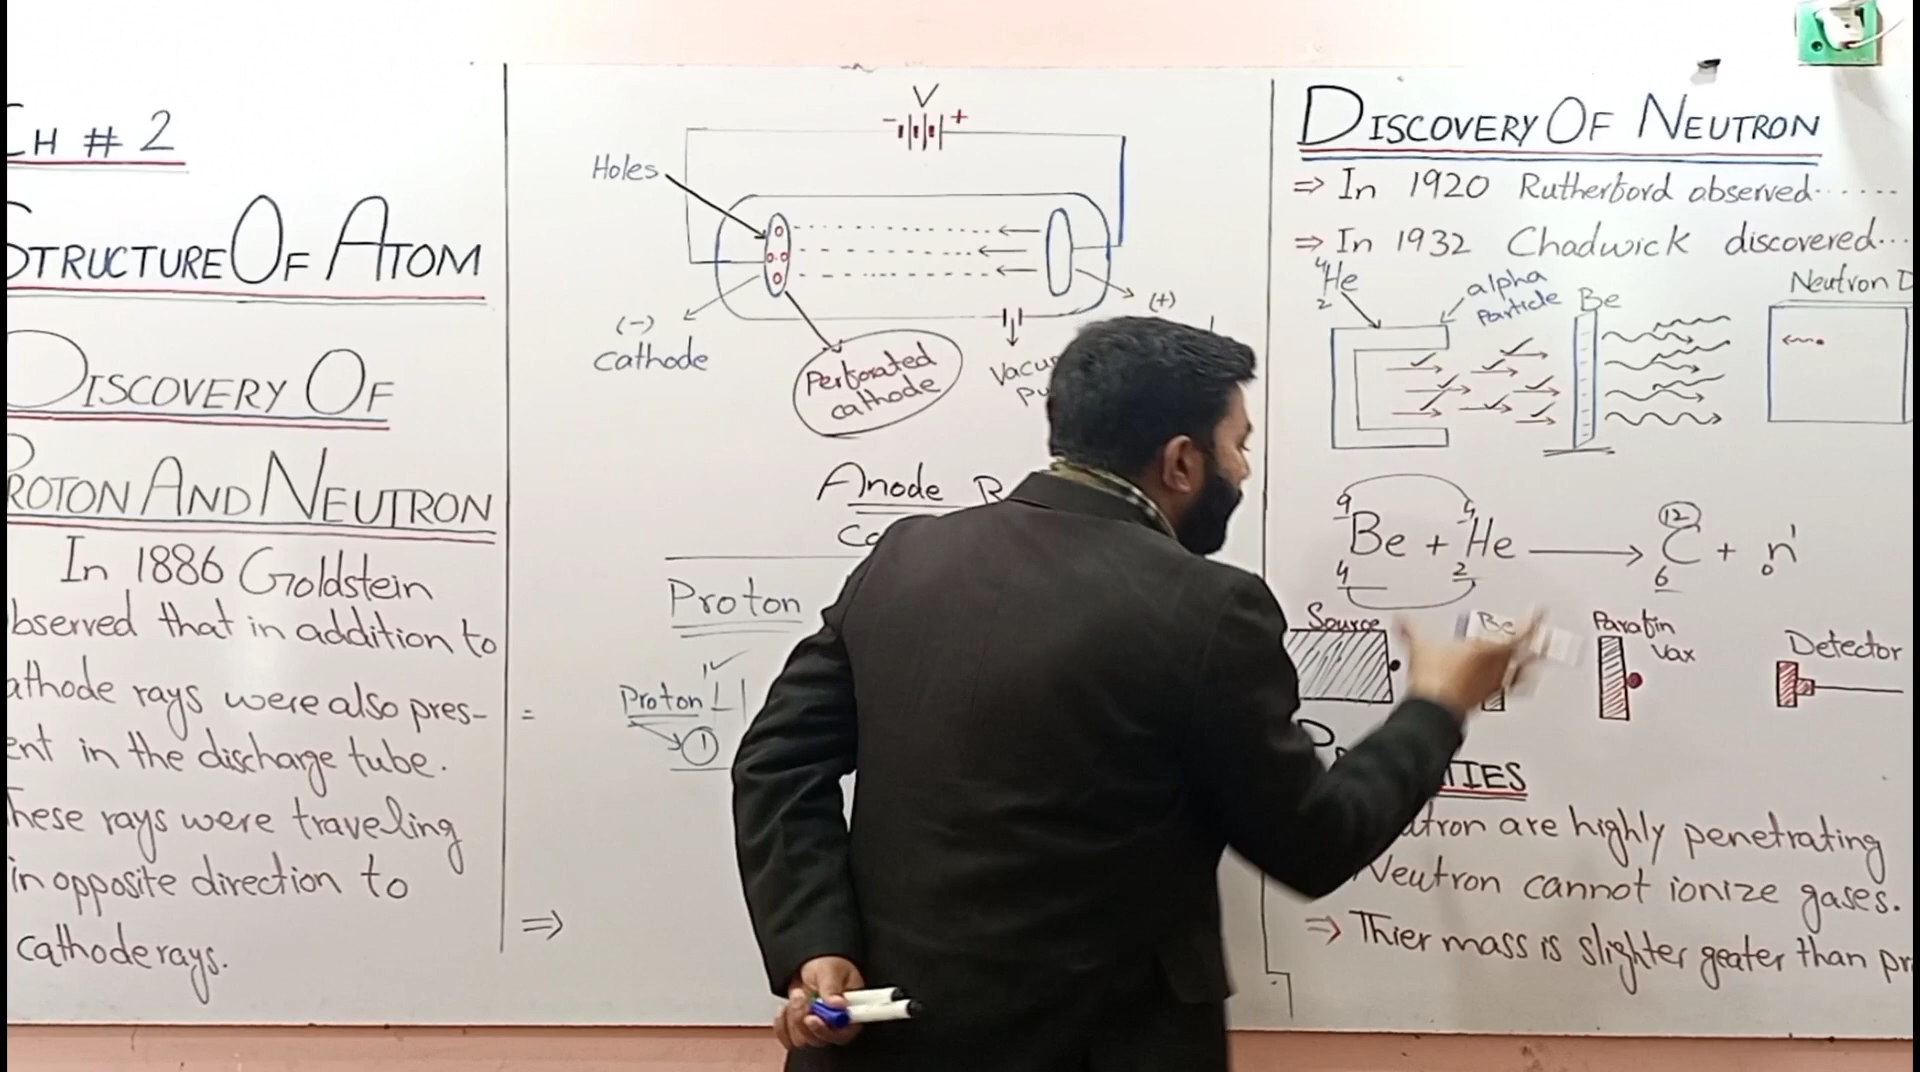 CH # 2
STRUCTURE OF ATOM
DISCOVERY OF
PROTON AND NEUTRON
In 1886 Goldstein
observed that in addition to
cathode rays were also pres-
ent in the discharge tube.
These rays were traveling
in opposite direction to
cathode rays.
V
- +
Holes
(-)
Cathode
Perforated
cathode
(+)
Anode
Proton
Proton
1
=
⇒
DISCOVERY OF NEUTRON
⇒ In 1920 Rutherford observed......
⇒ In 1932 Chadwick discovered...
4 He 2
alpha
Particle
Be
Neutron D
9 Be 4 + 4 He 2 → 12 C 6 + 0 n 1
Source
Be
Parafin
Vax
Detector
are highly penetrating
Neutron cannot ionize gases.
⇒ Thier mass is slighter geater than